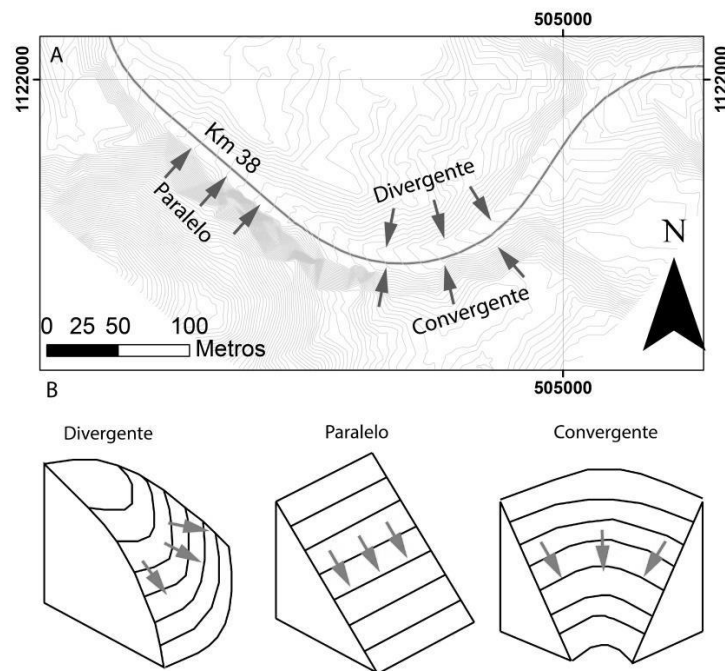 505000
A
1122000
1122000
Km 38
Paralelo
Divergente
Convergente
N
0 25 50 100
Metros
505000
B
Divergente Paralelo Convergente